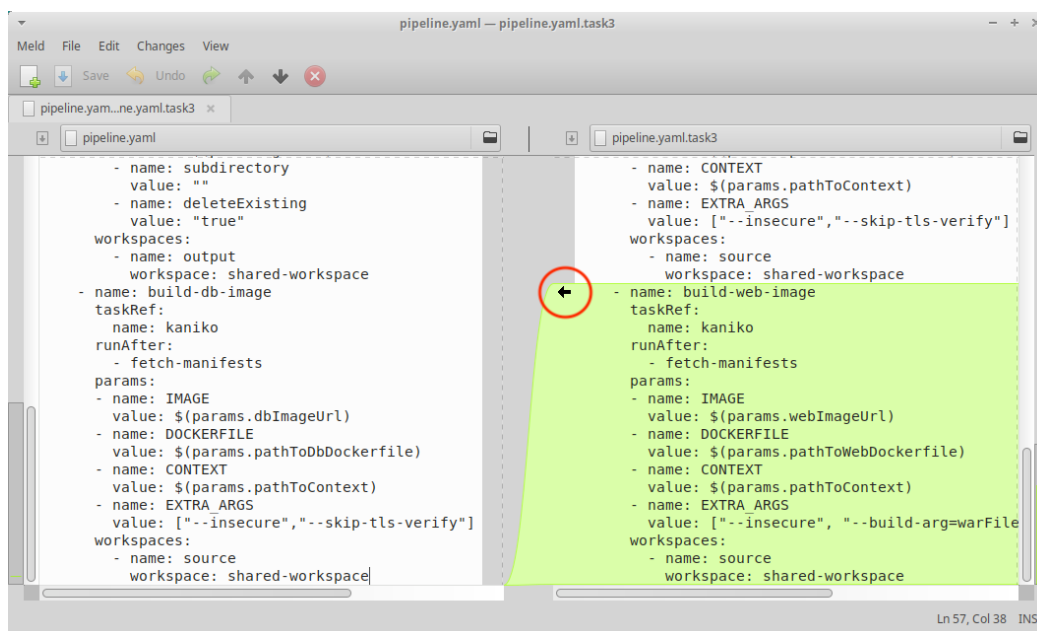 pipeline.yaml — pipeline.yaml.task3
Meld File Edit Changes View
Save Undo
pipeline.yam...ne.yaml.task3
pipeline.yaml
- name: subdirectory
value: ""
- name: deleteExisting
value: "true"
workspaces:
- name: output
workspace: shared-workspace
- name: build-db-image
taskRef:
name: kaniko
runAfter:
- fetch-manifests
params:
- name: IMAGE
value: $(params.dbImageUrl)
- name: DOCKERFILE
value: $(params.pathToDbDockerfile)
- name: CONTEXT
value: $(params.pathToContext)
- name: EXTRA_ARGS
value: ["--insecure","--skip-tls-verify"]
workspaces:
- name: source
workspace: shared-workspace
pipeline.yaml.task3
- name: CONTEXT
value: $(params.pathToContext)
- name: EXTRA_ARGS
value: ["--insecure","--skip-tls-verify"]
workspaces:
- name: source
workspace: shared-workspace
- name: build-web-image
taskRef:
name: kaniko
runAfter:
- fetch-manifests
params:
- name: IMAGE
value: $(params.webImageUrl)
- name: DOCKERFILE
value: $(params.pathToWebDockerfile)
- name: CONTEXT
value: $(params.pathToContext)
- name: EXTRA_ARGS
value: ["--insecure", "--build-arg=warFile
workspaces:
- name: source
workspace: shared-workspace
Ln 57, Col 38 INS